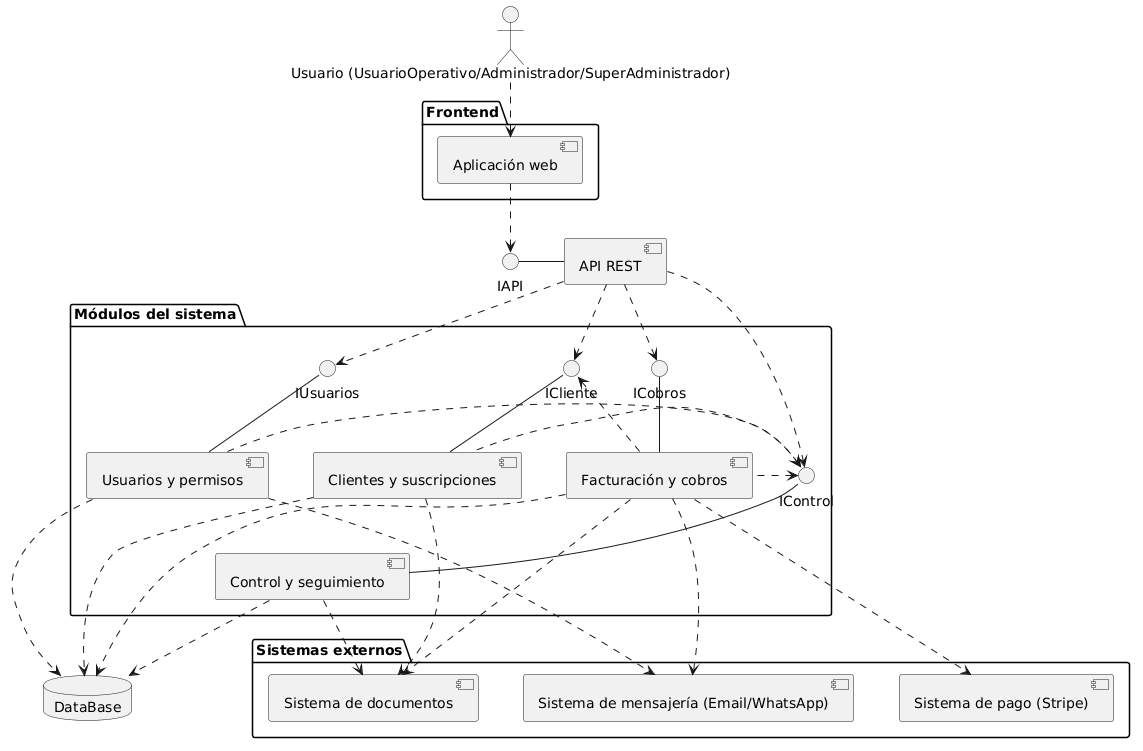 Usuario (UsuarioOperativo/Administrador/SuperAdministrador)
Frontend
Aplicación web
IAPI
API REST
Módulos del sistema
IUsuarios
ICliente
ICobros
Usuarios y permisos
Clientes y suscripciones
Facturación y cobros
IControl
Control y seguimiento
Sistemas externos
DataBase
Sistema de documentos
Sistema de mensajería (Email/WhatsApp)
Sistema de pago (Stripe)